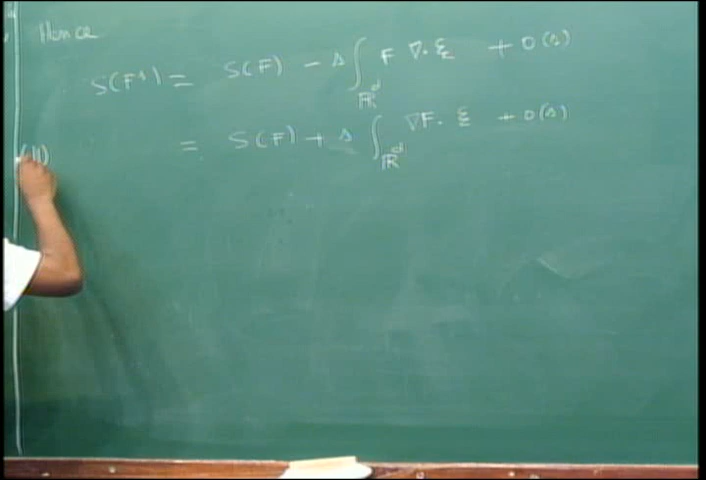 Hence
S(F^s) = S(F) - s ∫_{ℝ^d} F ∇·ξ + o(s)
(11) = S(F) + s ∫_{ℝ^d} ∇F·ξ + o(s)